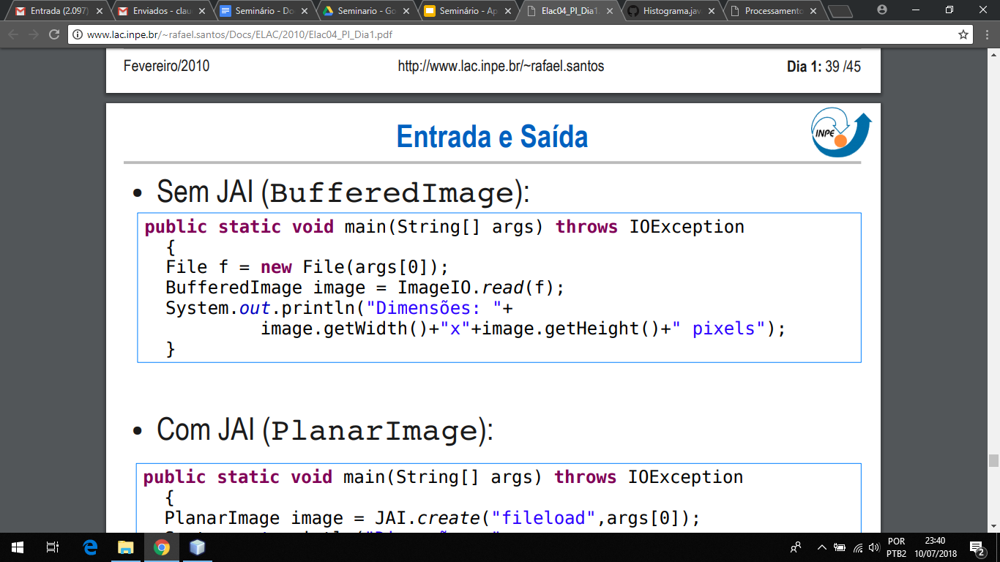 Entrada (2.097)
Enviados - clau
Seminário - Do
Seminario - Go
Seminário - Ap
Elac04_PI_Dia1.
Histograma.jav
Processamento
www.lac.inpe.br/~rafael.santos/Docs/ELAC/2010/Elac04_PI_Dia1.pdf
Fevereiro/2010 http://www.lac.inpe.br/~rafael.santos Dia 1: 39 /45
Entrada e Saída
INPE
• Sem JAI (BufferedImage):
public static void main(String[] args) throws IOException
{
File f = new File(args[0]);
BufferedImage image = ImageIO.read(f);
System.out.println("Dimensões: "+
image.getWidth()+"x"+image.getHeight()+" pixels");
}
• Com JAI (PlanarImage):
public static void main(String[] args) throws IOException
{
PlanarImage image = JAI.create("fileload",args[0]);
POR
PTB2
23:40
10/07/2018
2